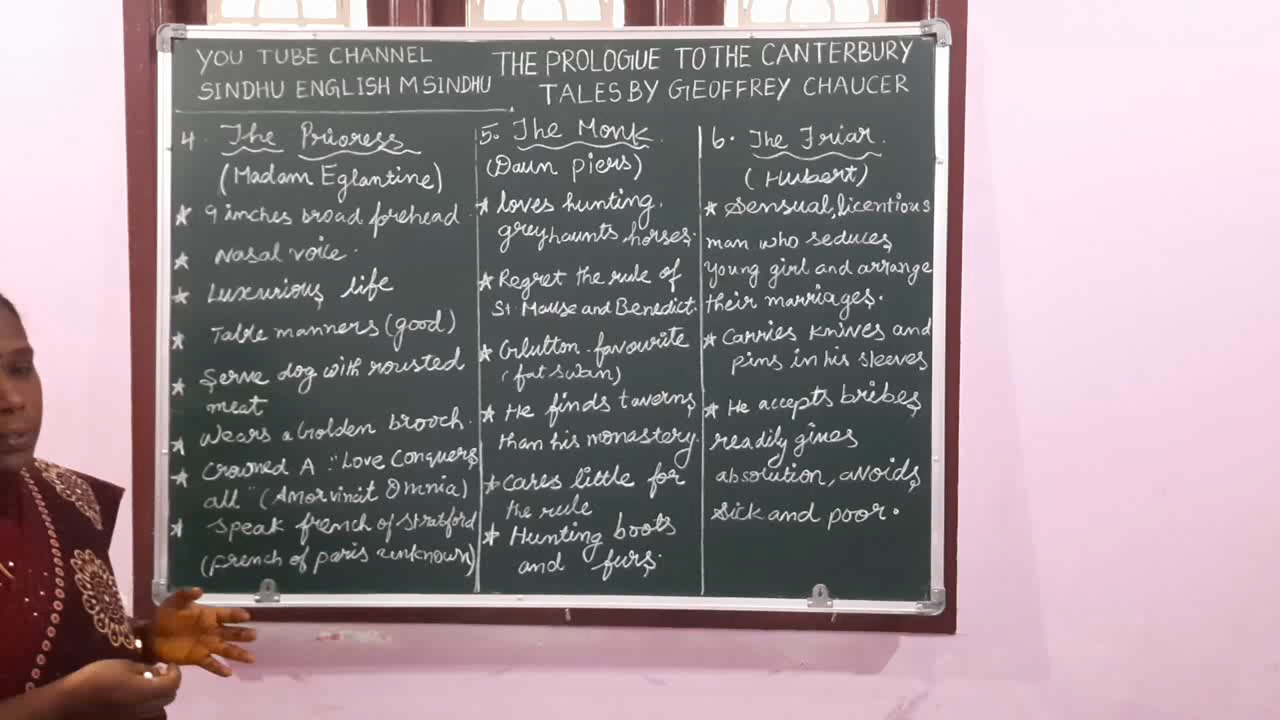 YOU TUBE CHANNEL
SINDHU ENGLISH M SINDHU
THE PROLOGUE TO THE CANTERBURY
TALES BY GEOFFREY CHAUCER
4. The Prioress
(Madam Eglantine)
★ 9 inches broad forehead
★ Nasal voice.
★ Luxurious life
★ Table manners (good)
★ Serve dog with rousted
meat
★ Wears a Golden brooch.
★ Crowned A : "Love Conquers
all" (Amor vincit Omnia)
★ Speak french of stratford
(french of paris unknown)
5. The Monk
(Daun piers)
★ loves hunting,
greyhaunts, horses.
★ Regret the rule of
St. Mause and Benedict.
★ Glutton - favourite
(fat swan)
★ He finds taverns
than his monastery.
★ Cares little for
the rule
★ Hunting boots
and furs.
6. The Friar
(Hubert)
★ Sensual, licentious
man who seduces
young girl and arrange
their marriages.
★ Carries knives and
pins in his sleeves
★ He accepts bribes
readily gives
absolution, avoids
sick and poor.